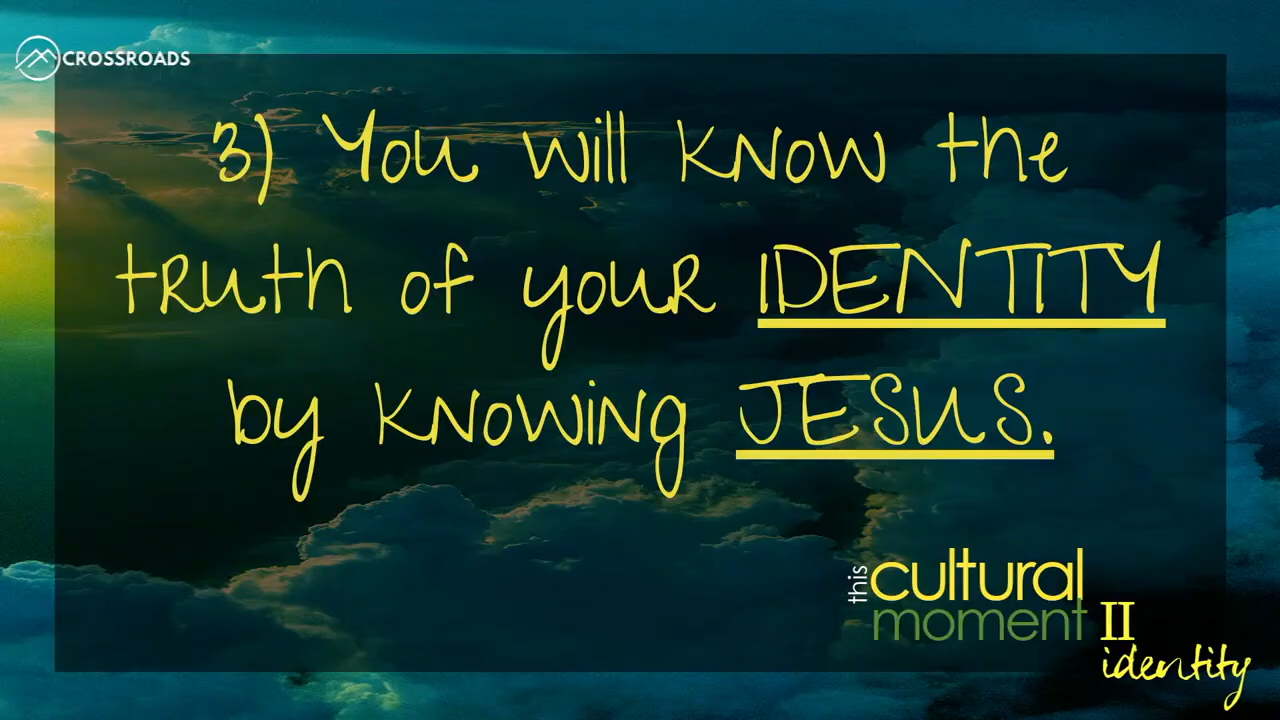 CROSSROADS
3) You will know the
truth of your IDENTITY
by knowing JESUS.
this
cultural
moment
II
identity